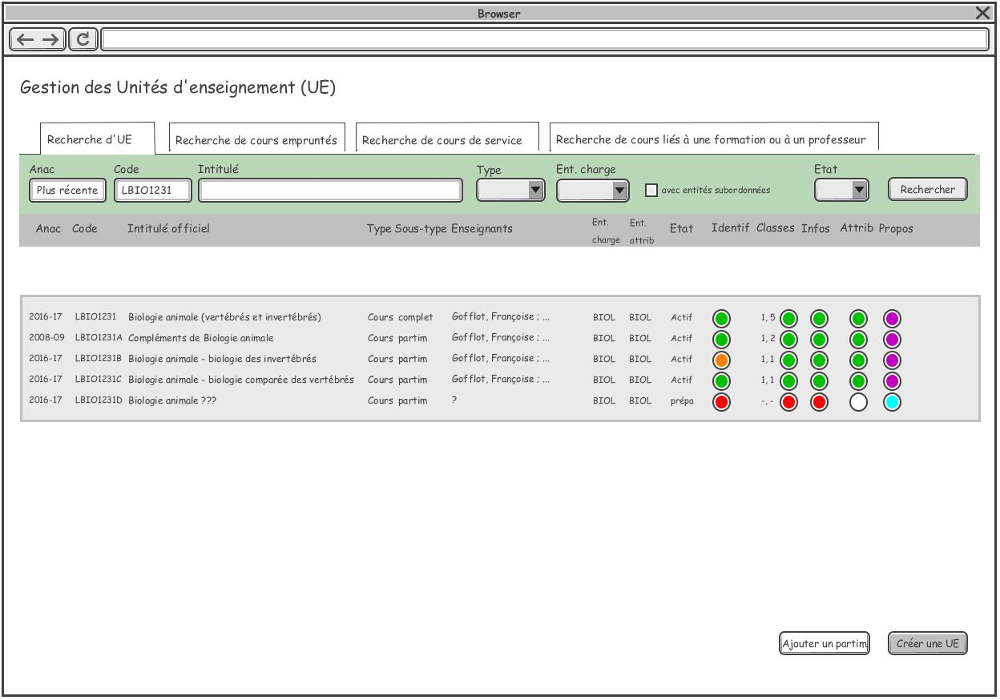 Browser
Gestion des Unités d'enseignement (UE)
Recherche d'UE
Recherche de cours empruntés
Recherche de cours de service
Recherche de cours liés à une formation ou à un professeur
Anac Code Intitulé Type Ent. charge Etat
Plus récente LBIO1231 avec entités subordonnées Rechercher
Anac Code Intitulé officiel Type Sous-type Enseignants Ent. charge Ent. attrib Etat Identif Classes Infos Attrib Propos
2016-17 LBIO1231 Biologie animale (vertébrés et invertébrés) Cours complet Gofflot, Françoise ; ... BIOL BIOL Actif 1, 5
2008-09 LBIO1231A Compléments de Biologie animale Cours partim Gofflot, Françoise ; ... BIOL BIOL Actif 1, 2
2016-17 LBIO1231B Biologie animale - biologie des invertébrés Cours partim Gofflot, Françoise ; ... BIOL BIOL Actif 1, 1
2016-17 LBIO1231C Biologie animale - biologie comparée des vertébrés Cours partim Gofflot, Françoise ; ... BIOL BIOL Actif 1, 1
2016-17 LBIO1231D Biologie animale ??? Cours partim ? BIOL BIOL prépa -, -
Ajouter un partim Créer une UE